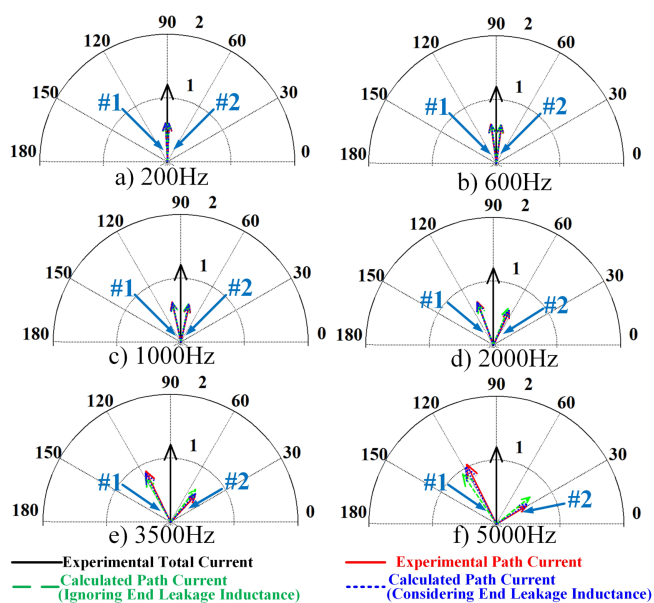 90 2
120 60
150 #1 1 #2 30
180 0
a) 200Hz
90 2
120 60
150 #1 1 #2 30
180 0
b) 600Hz
90 2
120 60
150 #1 1 #2 30
180 0
c) 1000Hz
90 2
120 60
150 #1 1 #2 30
180 0
d) 2000Hz
90 2
120 60
150 #1 1 #2 30
180 0
e) 3500Hz
90 2
120 60
150 #1 1 #2 30
180 0
f) 5000Hz
Experimental Total Current
Experimental Path Current
Calculated Path Current
(Ignoring End Leakage Inductance)
Calculated Path Current
(Considering End Leakage Inductance)